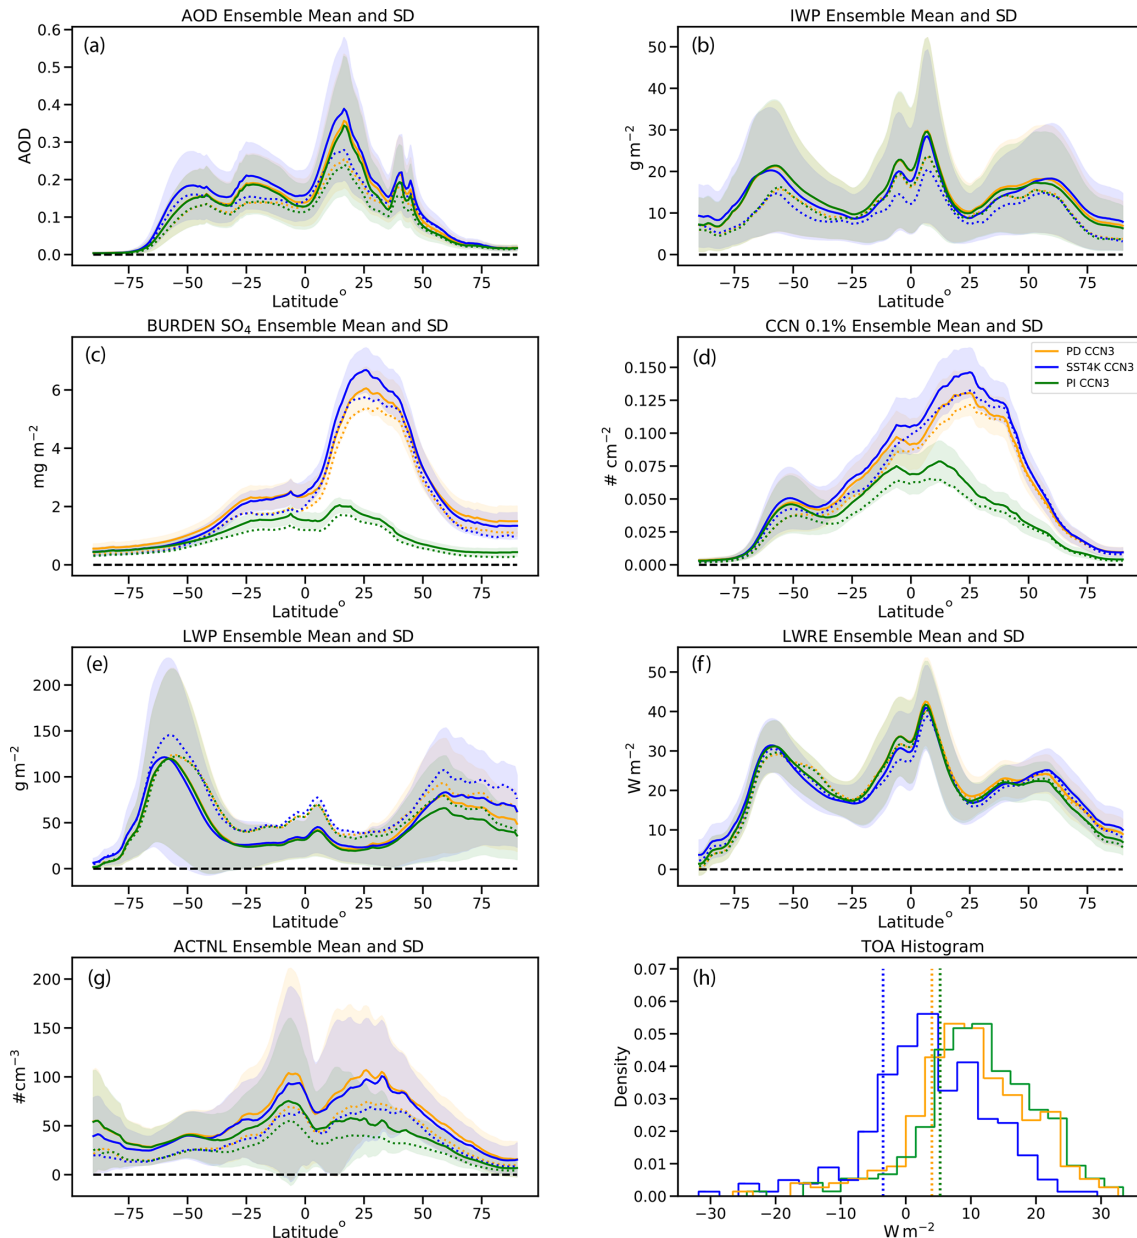 AOD Ensemble Mean and SD
(a)
0.6
0.5
0.4
0.3
0.2
0.1
0.0
AOD
−75 −50 −25 0 25 50 75
Latitude°
IWP Ensemble Mean and SD
(b)
50
40
30
20
10
0
g m⁻²
−75 −50 −25 0 25 50 75
Latitude°
BURDEN SO₄ Ensemble Mean and SD
(c)
6
4
2
0
mg m⁻²
−75 −50 −25 0 25 50 75
Latitude°
CCN 0.1% Ensemble Mean and SD
(d)
PD CCN3
SST4K CCN3
PI CCN3
0.150
0.125
0.100
0.075
0.050
0.025
0.000
# cm⁻²
−75 −50 −25 0 25 50 75
Latitude°
LWP Ensemble Mean and SD
(e)
200
150
100
50
0
g m⁻²
−75 −50 −25 0 25 50 75
Latitude°
LWRE Ensemble Mean and SD
(f)
50
40
30
20
10
0
W m⁻²
−75 −50 −25 0 25 50 75
Latitude°
ACTNL Ensemble Mean and SD
(g)
200
150
100
50
0
#cm⁻³
−75 −50 −25 0 25 50 75
Latitude°
TOA Histogram
(h)
0.07
0.06
0.05
0.04
0.03
0.02
0.01
0.00
Density
−30 −20 −10 0 10 20 30
W m⁻²